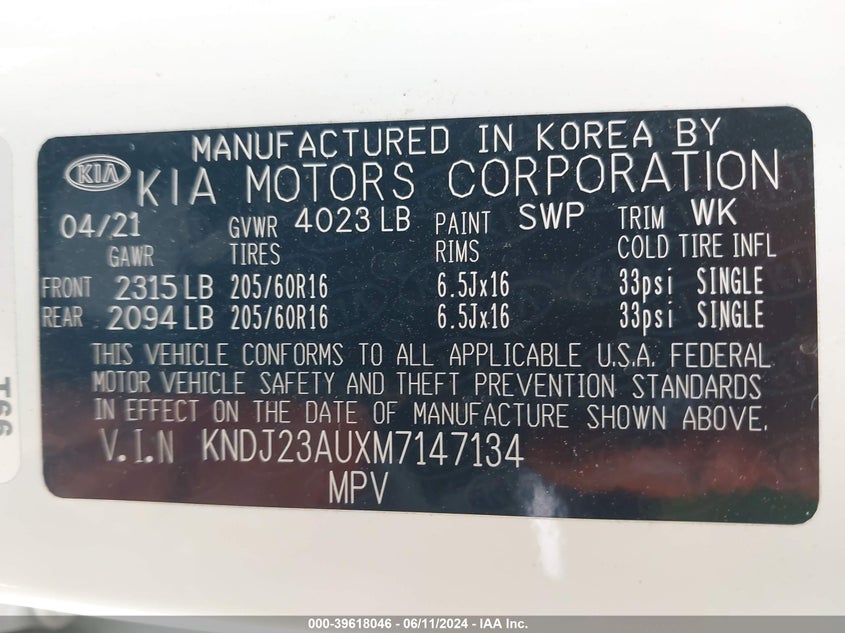 MANUFACTURED IN KOREA BY
KIA KIA MOTORS CORPORATION
04/21 GVWR 4023 LB PAINT SWP TRIM WK
GAWR TIRES RIMS COLD TIRE INFL
FRONT 2315 LB 205/60R16 6.5Jx16 33psi SINGLE
REAR 2094 LB 205/60R16 6.5Jx16 33psi SINGLE
THIS VEHICLE CONFORMS TO ALL APPLICABLE U.S.A. FEDERAL
MOTOR VEHICLE SAFETY AND THEFT PREVENTION STANDARDS
IN EFFECT ON THE DATE OF MANUFACTURE SHOWN ABOVE.
V.I.N KNDJ23AUXM7147134
MPV
T66
000-39618046 - 06/11/2024 - IAA Inc.